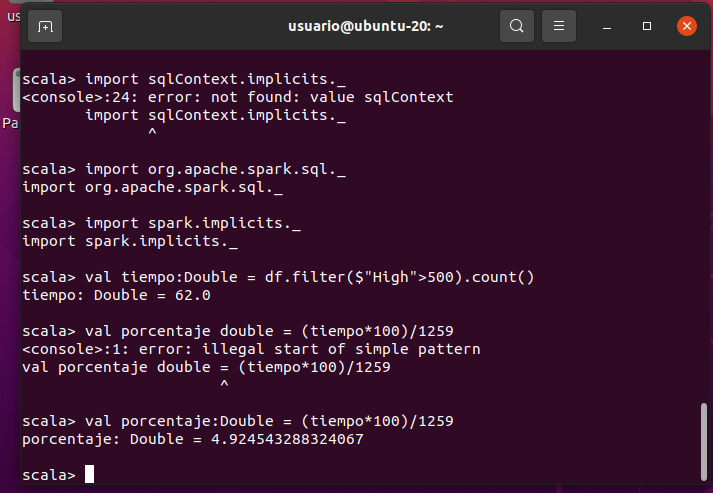 us
usuario@ubuntu-20: ~
Pa
scala> import sqlContext.implicits._
<console>:24: error: not found: value sqlContext
       import sqlContext.implicits._
              ^
scala> import org.apache.spark.sql._
import org.apache.spark.sql._
scala> import spark.implicits._
import spark.implicits._
scala> val tiempo:Double = df.filter($"High">500).count()
tiempo: Double = 62.0
scala> val porcentaje double = (tiempo*100)/1259
<console>:1: error: illegal start of simple pattern
val porcentaje double = (tiempo*100)/1259
                      ^
scala> val porcentaje:Double = (tiempo*100)/1259
porcentaje: Double = 4.924543288324067
scala>